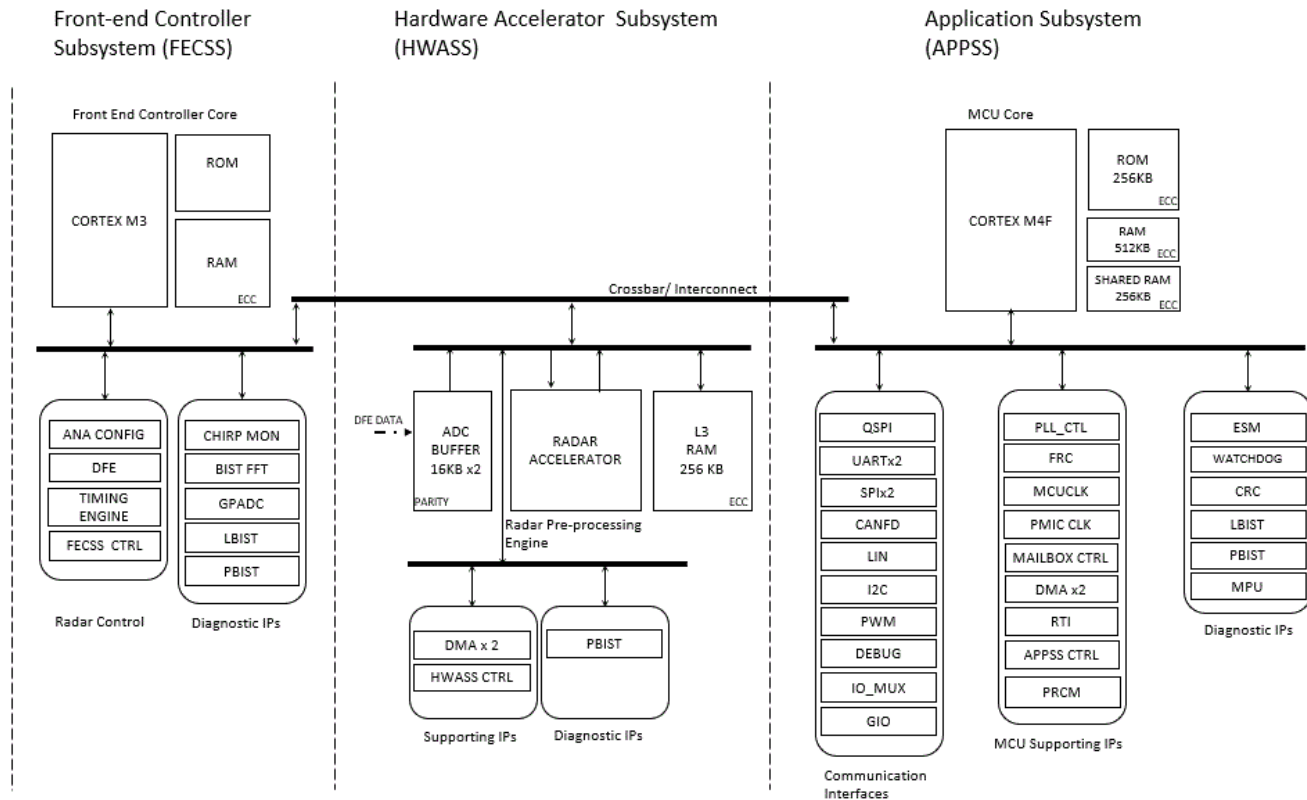 Front-end Controller
Subsystem (FECSS)
Hardware Accelerator Subsystem
(HWASS)
Application Subsystem
(APPSS)
Front End Controller Core
CORTEX M3
ROM
RAM
ECC
MCU Core
CORTEX M4F
ROM
256KB
ECC
RAM
512KB
ECC
SHARED RAM
256KB
ECC
Crossbar/ Interconnect
ANA CONFIG
DFE
TIMING
ENGINE
FECSS CTRL
Radar Control
CHIRP MON
BIST FFT
GPADC
LBIST
PBIST
Diagnostic IPs
DFE DATA
ADC
BUFFER
16KB x2
PARITY
RADAR
ACCELERATOR
L3
RAM
256 KB
ECC
Radar Pre-processing
Engine
DMA x 2
HWASS CTRL
Supporting IPs
PBIST
Diagnostic IPs
QSPI
UARTx2
SPIx2
CANFD
LIN
I2C
PWM
DEBUG
IO_MUX
GIO
Communication
Interfaces
PLL_CTL
FRC
MCUCLK
PMIC CLK
MAILBOX CTRL
DMA x2
RTI
APPSS CTRL
PRCM
MCU Supporting IPs
ESM
WATCHDOG
CRC
LBIST
PBIST
MPU
Diagnostic IPs